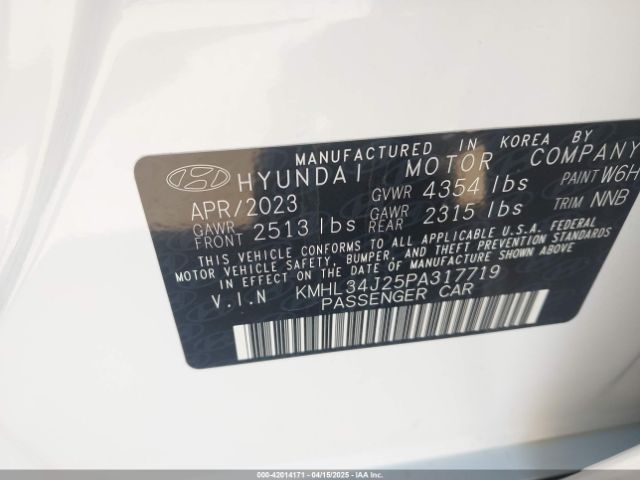 MANUFACTURED IN KOREA BY
HYUNDAI MOTOR COMPANY
APR/2023 GVWR 4354 lbs PAINT W6H
GAWR FRONT 2513 lbs GAWR REAR 2315 lbs TRIM NNB
THIS VEHICLE CONFORMS TO ALL APPLICABLE U.S.A. FEDERAL
MOTOR VEHICLE SAFETY, BUMPER, AND THEFT PREVENTION STANDARDS
IN EFFECT ON THE DATE OF MANUFACTURE SHOWN ABOVE.
V.I.N KMHL34J25PA317719
PASSENGER CAR
000-42014171 04/15/2025 IAA Inc.